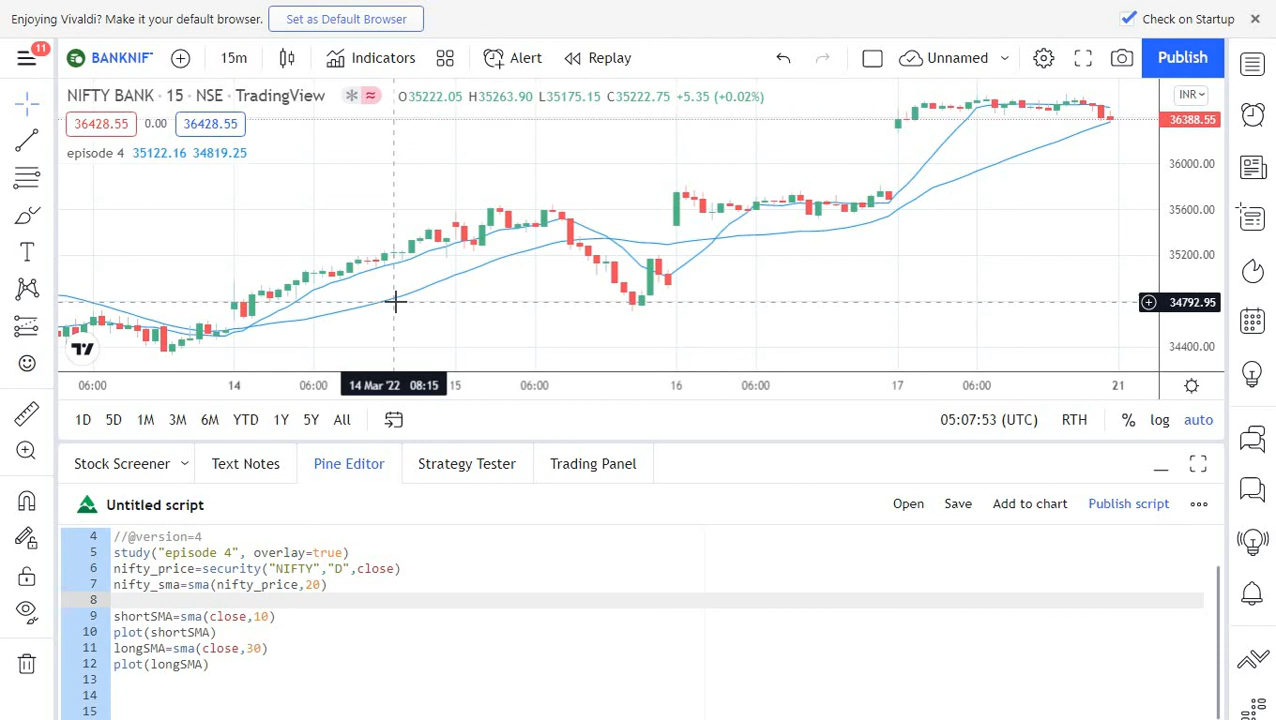 Enjoying Vivaldi? Make it your default browser. Set as Default Browser Check on Startup
11 BANKNIF 15m Indicators Alert Replay Unnamed Publish
NIFTY BANK · 15 · NSE · TradingView O35222.05 H35263.90 L35175.15 C35222.75 +5.35 (+0.02%) INR
36428.55 0.00 36428.55 36388.55
episode 4 35122.16 34819.25
36000.00
35600.00
35200.00
34792.95
34400.00
06:00 14 06:00 14 Mar '22 08:15 15 06:00 16 06:00 17 06:00 21
1D 5D 1M 3M 6M YTD 1Y 5Y All 05:07:53 (UTC) RTH % log auto
Stock Screener Text Notes Pine Editor Strategy Tester Trading Panel
Untitled script Open Save Add to chart Publish script
4 //@version=4
5 study("episode 4", overlay=true)
6 nifty_price=security("NIFTY","D",close)
7 nifty_sma=sma(nifty_price,20)
8
9 shortSMA=sma(close,10)
10 plot(shortSMA)
11 longSMA=sma(close,30)
12 plot(longSMA)
13
14
15